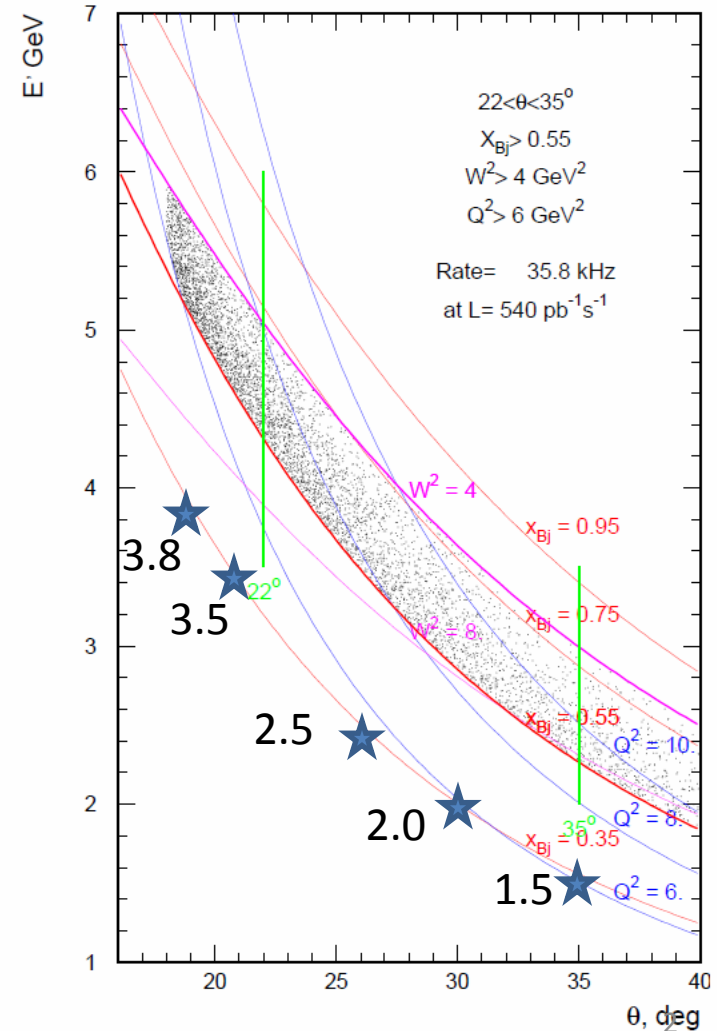 E' GeV
7
6
5
4
3
2
1
22<θ<35°
X_Bj> 0.55
W²> 4 GeV²
Q²> 6 GeV²
Rate= 35.8 kHz
at L= 540 pb⁻¹s⁻¹
W² = 4
x_Bj = 0.95
3.8
22°
3.5
x_Bj = 0.75
W² = 8.
2.5
x_Bj = 0.55
Q² = 10.
2.0
Q² = 8.
35°
x_Bj = 0.35
1.5
Q² = 6.
20
25
30
35
40
θ, deg
2